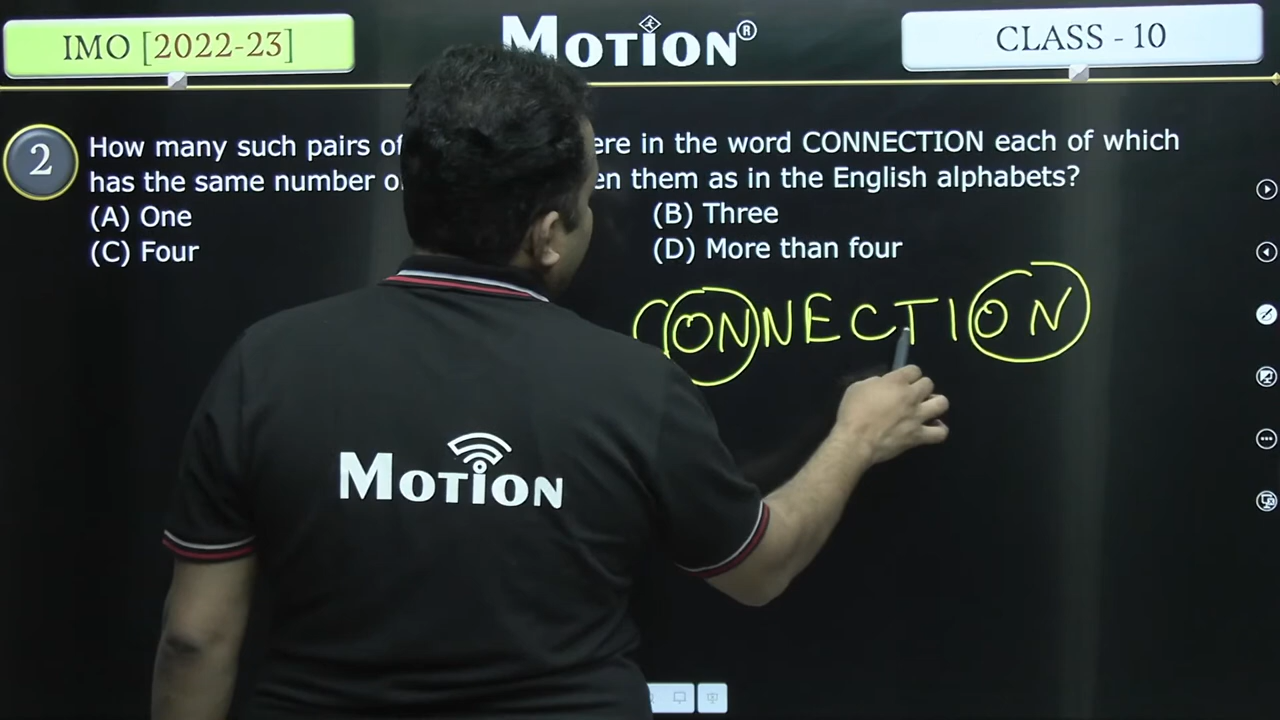 IMO [2022-23]
MOTION®
CLASS - 10
2
How many such pairs of ere in the word CONNECTION each of which
has the same number o en them as in the English alphabets?
(A) One
(B) Three
(C) Four
(D) More than four
CONNECTION
MOTION